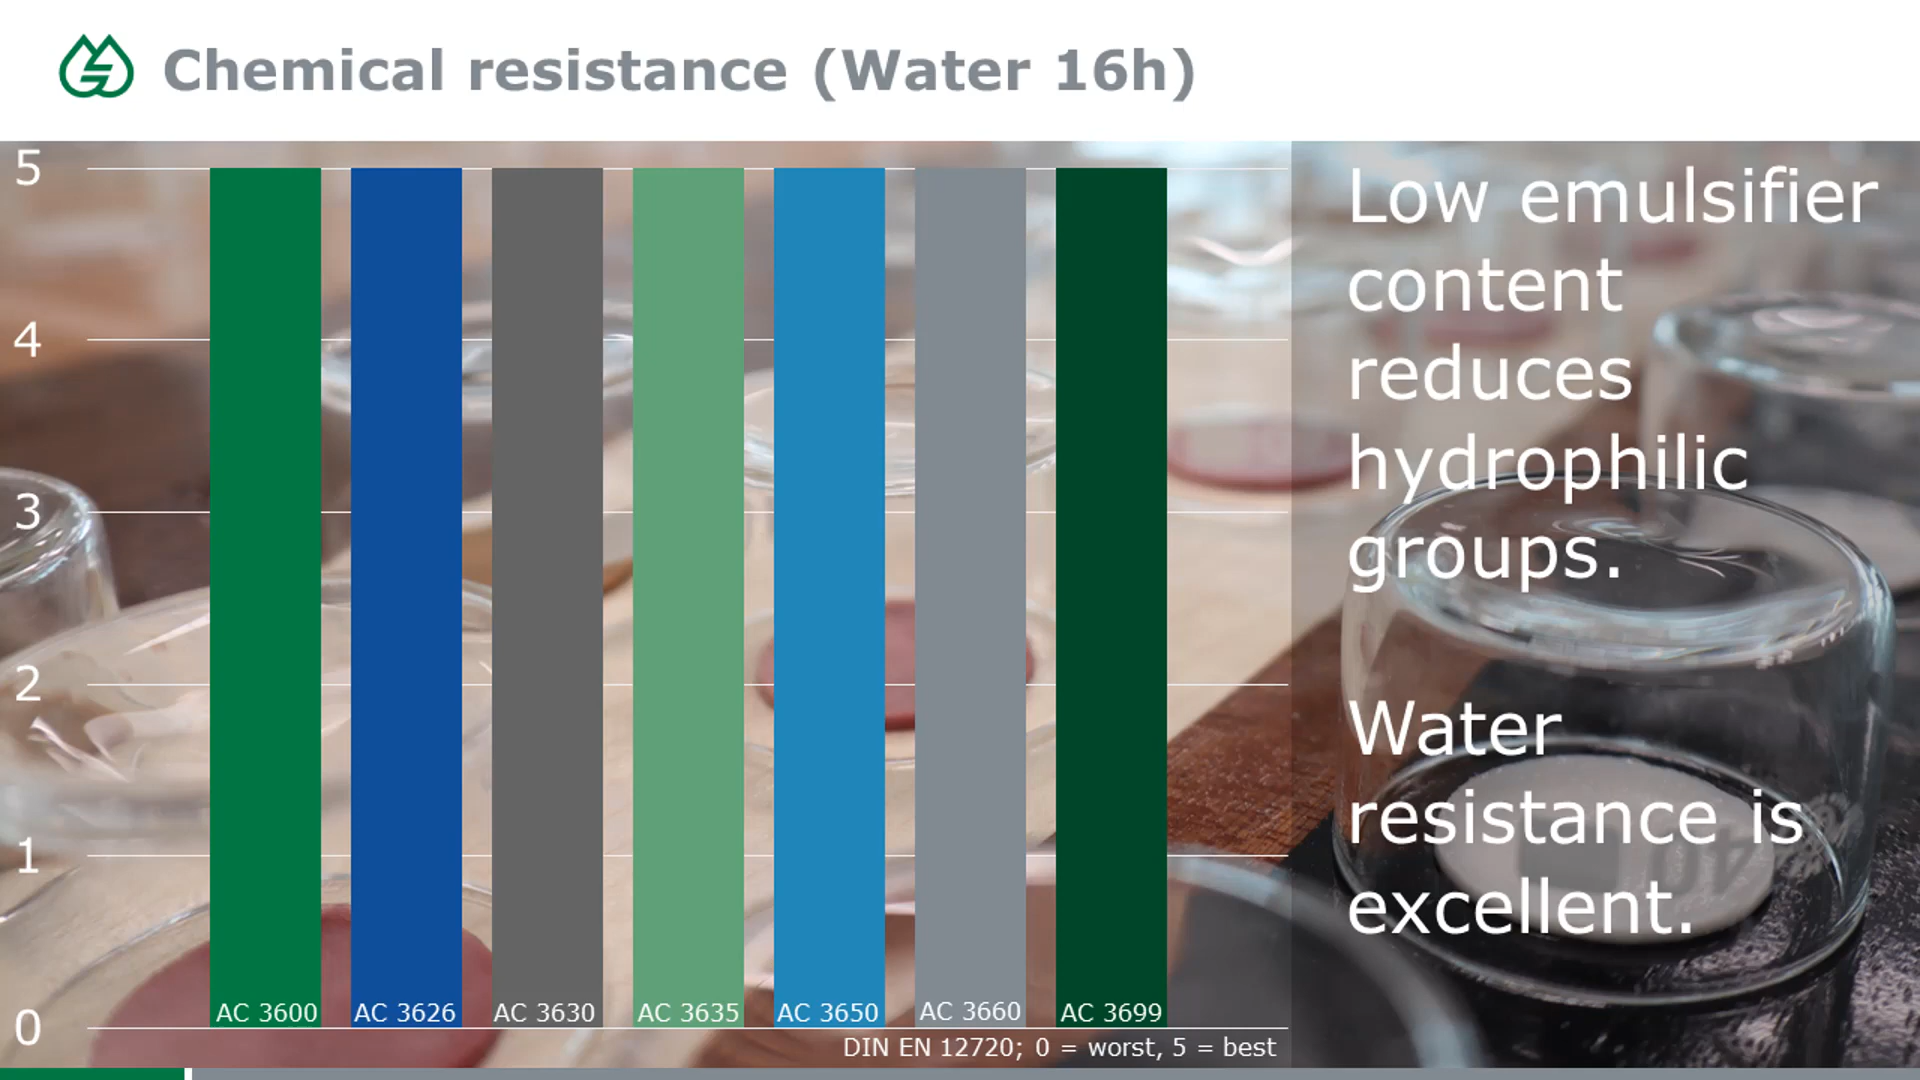 Chemical resistance (Water 16h)
5
4
3
2
1
0
AC 3600
AC 3626
AC 3630
AC 3635
AC 3650
AC 3660
AC 3699
DIN EN 12720; 0 = worst, 5 = best
Low emulsifier
content
reduces
hydrophilic
groups.
Water
resistance is
excellent.